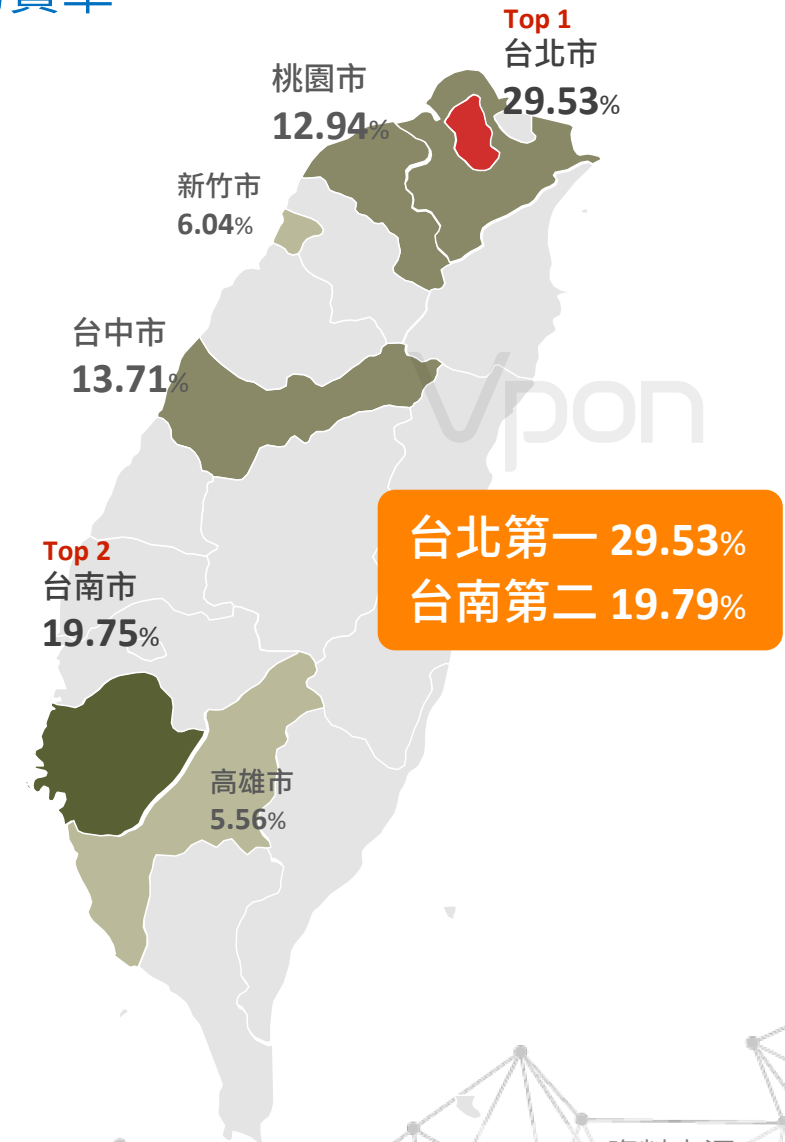 Top 1
台北市
29.53%
桃園市
12.94%
新竹市
6.04%
台中市
13.71%
Vpon
台北第一 29.53%
台南第二 19.79%
Top 2
台南市
19.75%
高雄市
5.56%